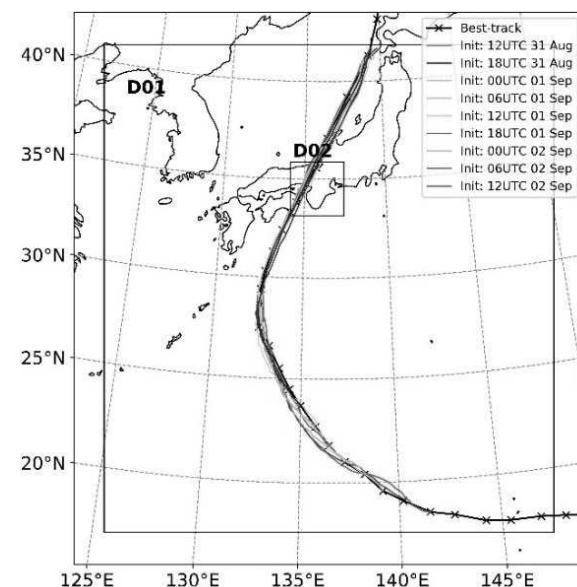 40°N
35°N
30°N
25°N
20°N
D01
D02
Best-track
Init: 12UTC 31 Aug
Init: 18UTC 31 Aug
Init: 00UTC 01 Sep
Init: 06UTC 01 Sep
Init: 12UTC 01 Sep
Init: 18UTC 01 Sep
Init: 00UTC 02 Sep
Init: 06UTC 02 Sep
Init: 12UTC 02 Sep
125°E 130°E 135°E 140°E 145°E